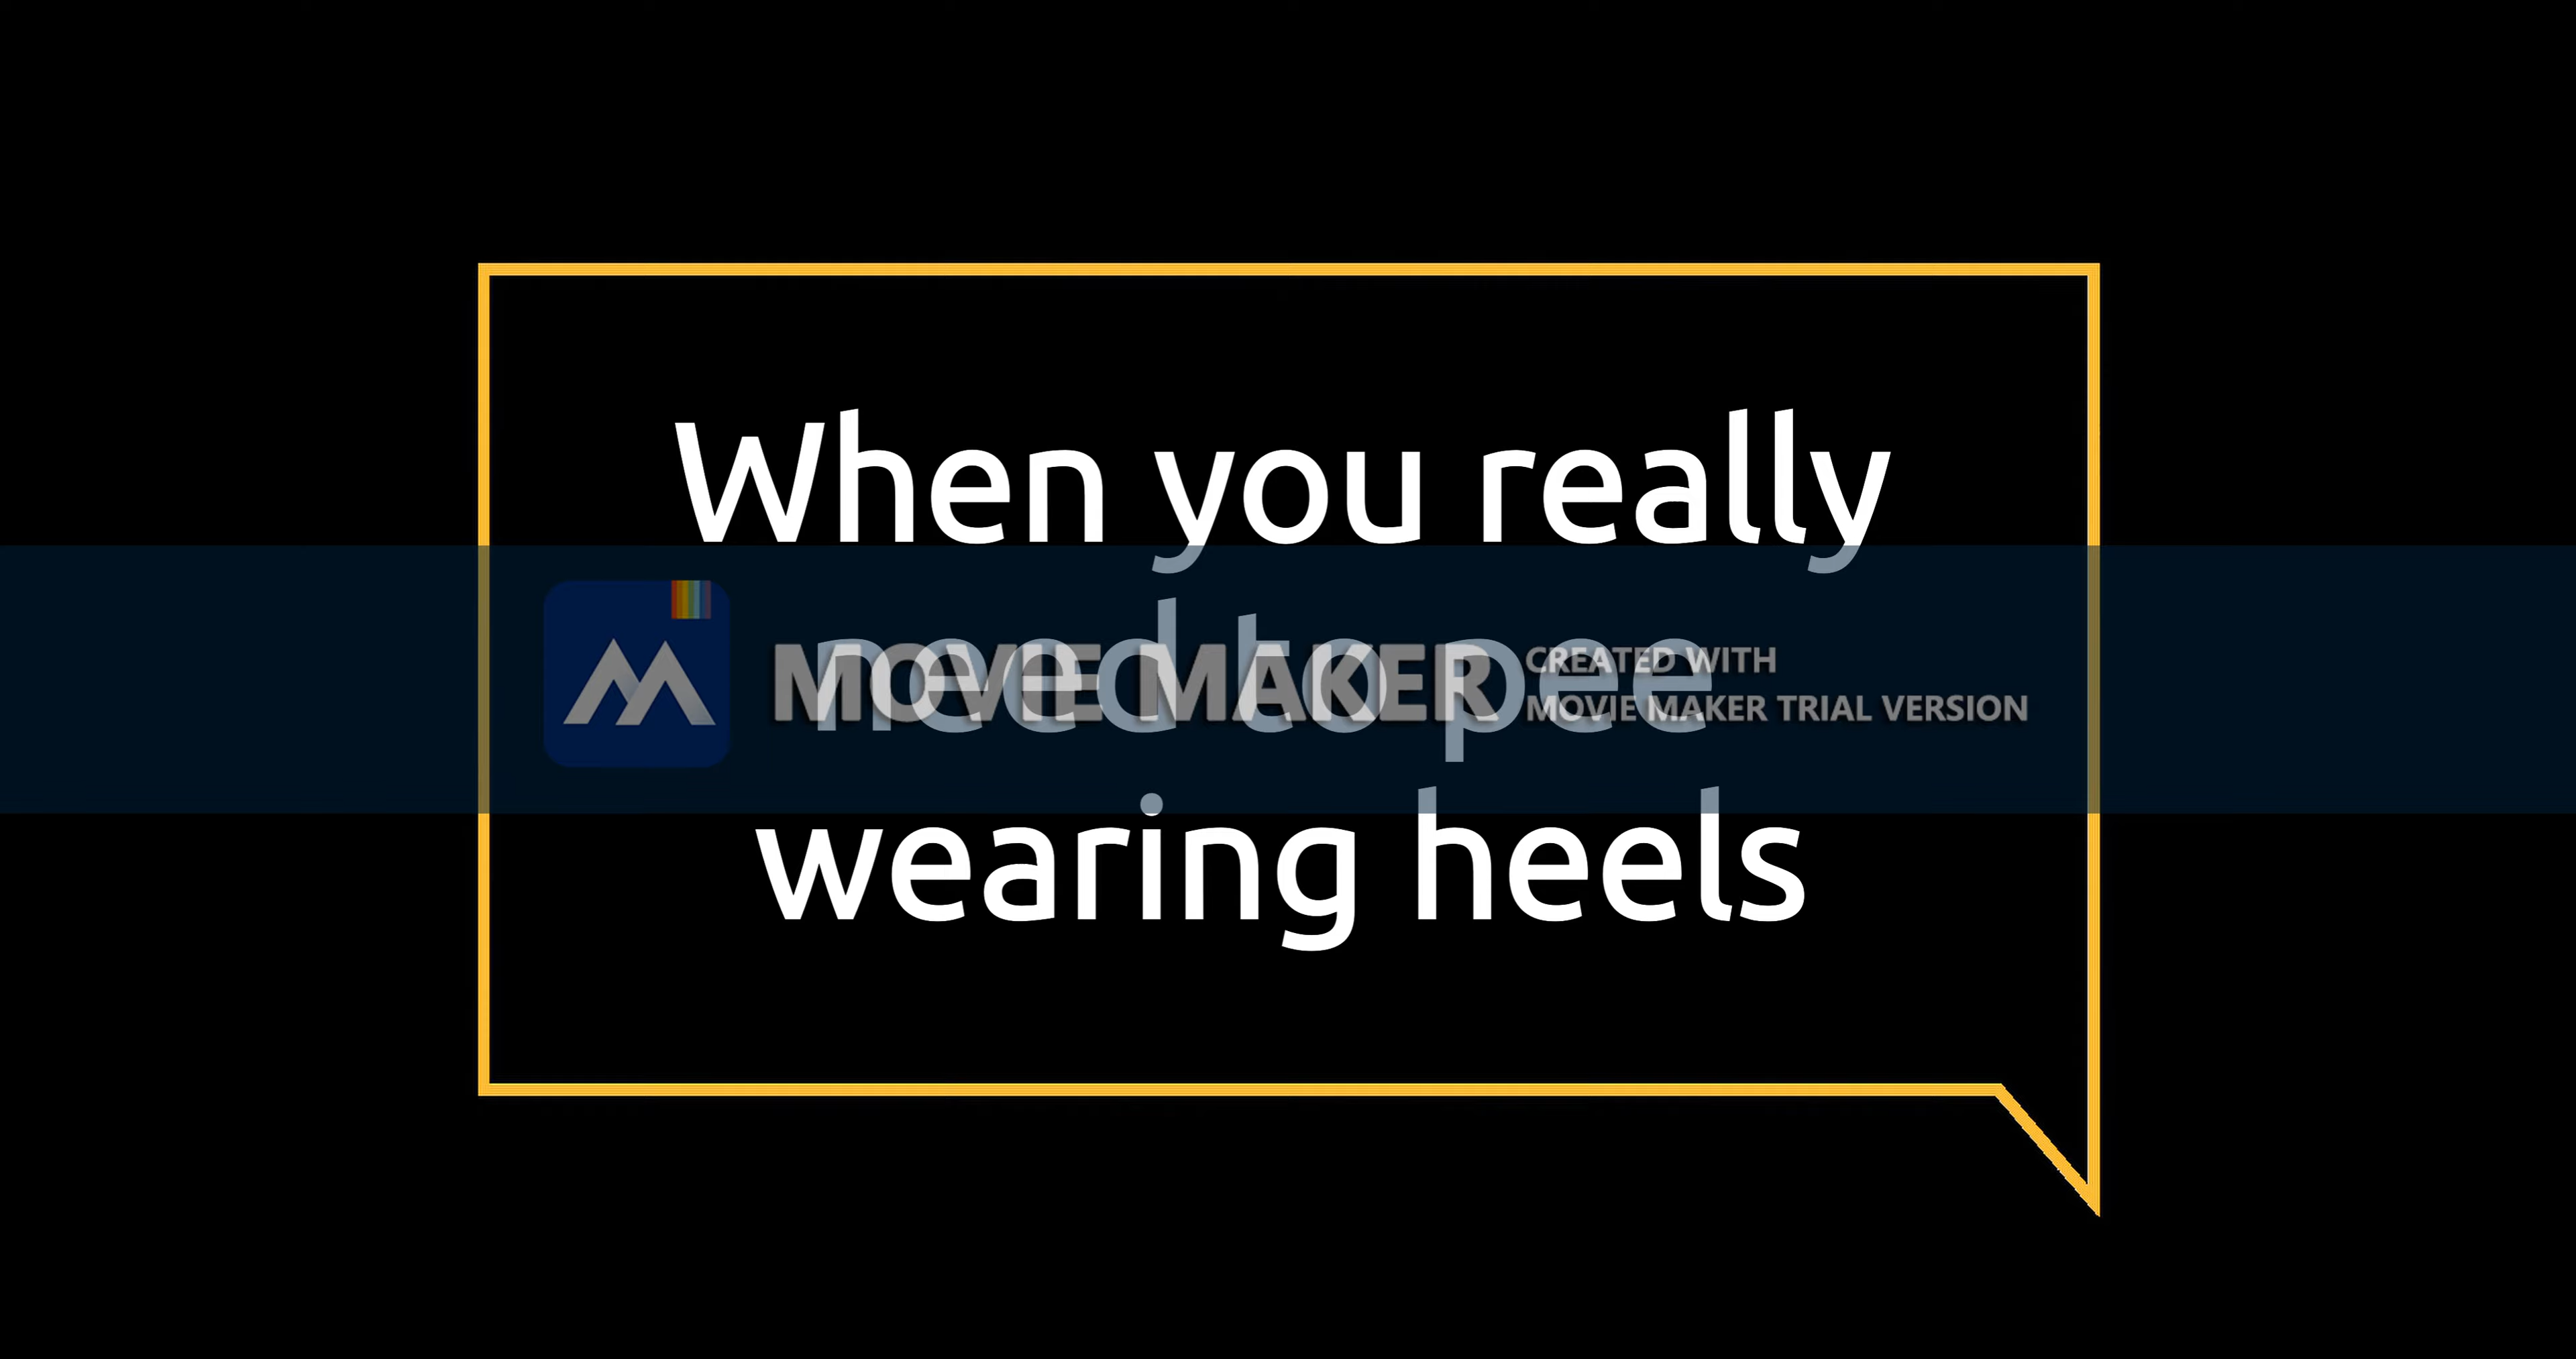 When you really
need to pee
wearing heels
MOVIE MAKER
CREATED WITH
MOVIE MAKER TRIAL VERSION